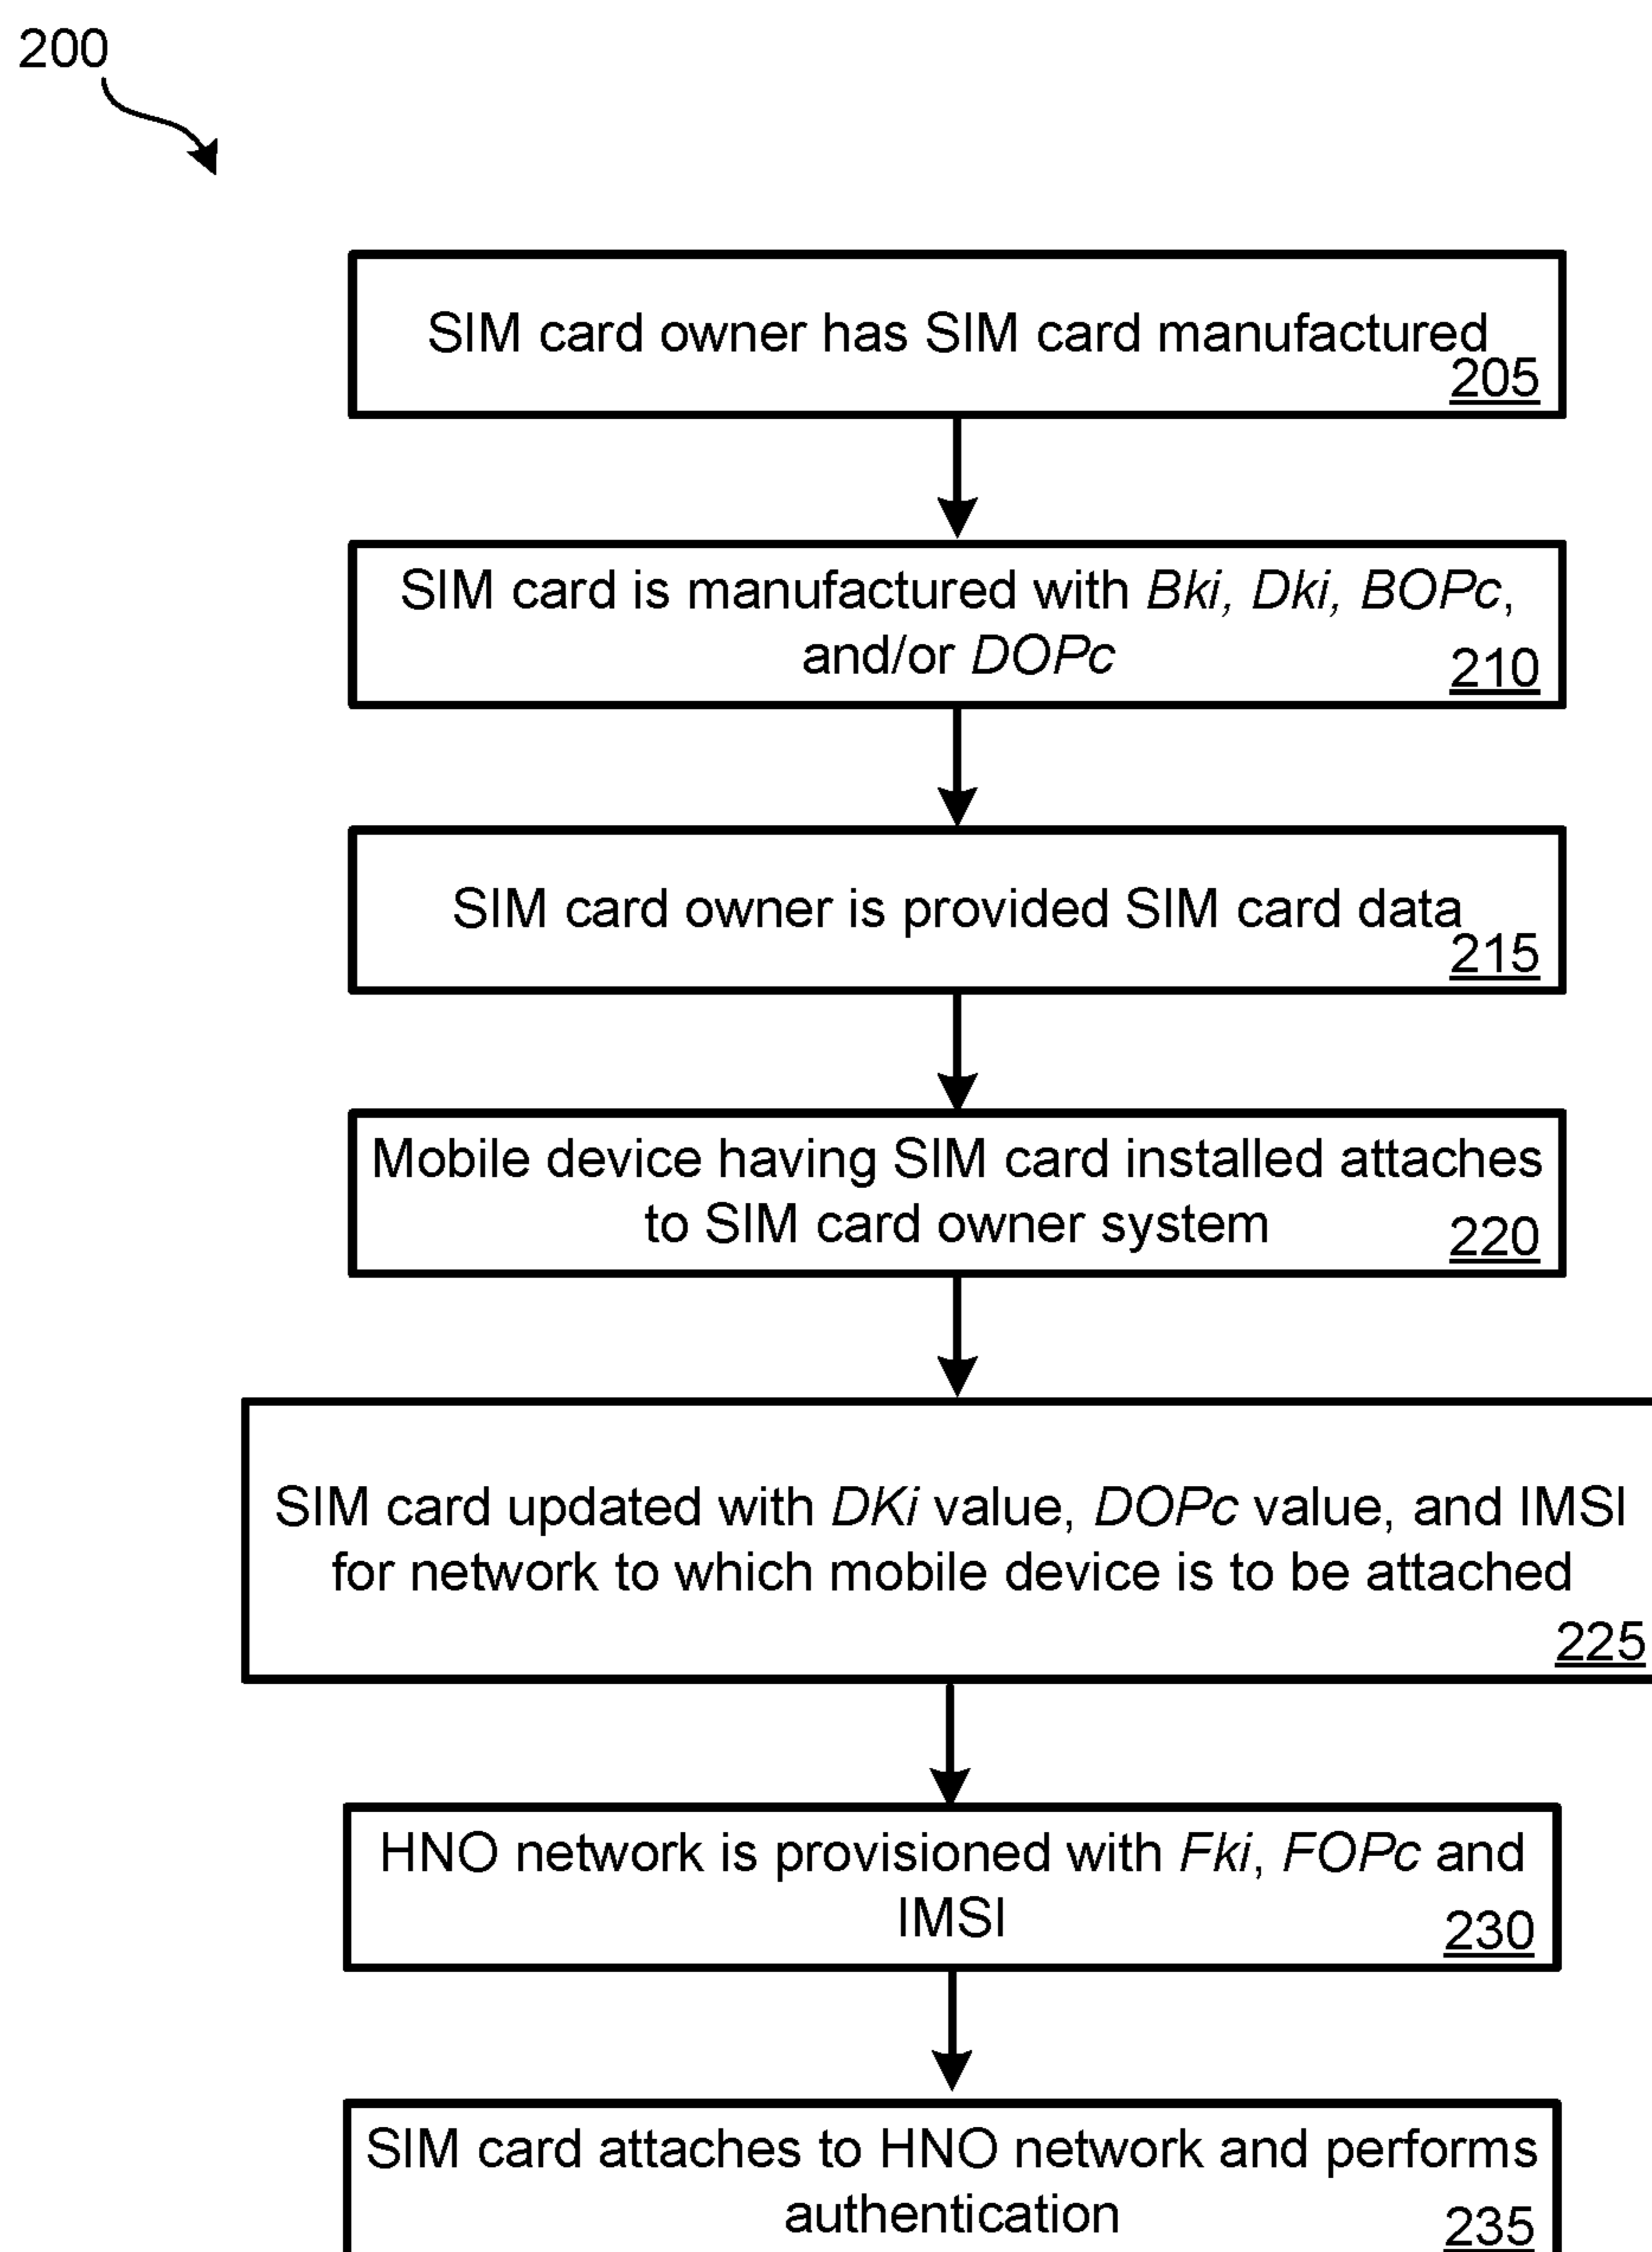 200
SIM card owner has SIM card manufactured
205
SIM card is manufactured with Bki, Dki, BOPc,
and/or DOPc
210
SIM card owner is provided SIM card data
215
Mobile device having SIM card installed attaches
to SIM card owner system
220
SIM card updated with DKi value, DOPc value, and IMSI
for network to which mobile device is to be attached
225
HNO network is provisioned with Fki, FOPc and
IMSI
230
SIM card attaches to HNO network and performs
authentication
235